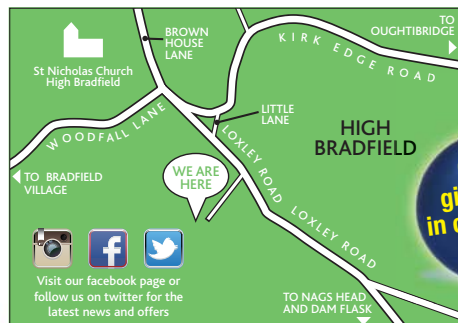 TO
OUGHTIBRIDGE
BROWN
HOUSE
LANE
KIRK EDGE ROAD
St Nicholas Church
High Bradfield
LITTLE
LANE
WOODFALL LANE
LOXLEY ROAD
HIGH
BRADFIELD
WE ARE
HERE
TO BRADFIELD
VILLAGE
LOXLEY ROAD
Visit our facebook page or
follow us on twitter for the
latest news and offers
TO NAGS HEAD
AND DAM FLASK